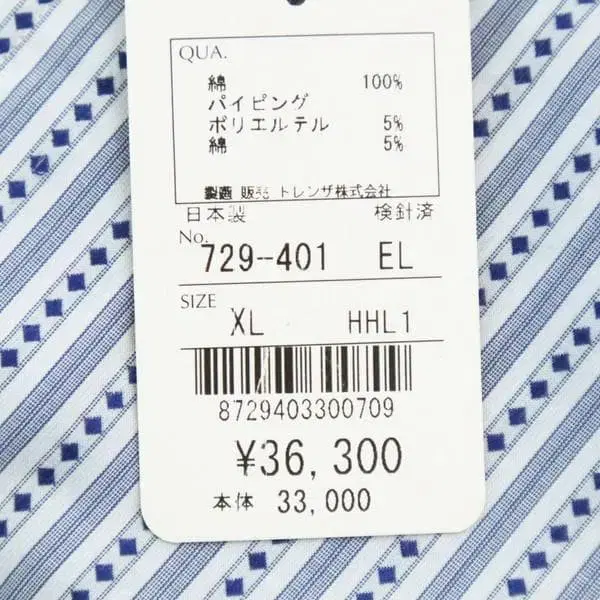 QUA.
綿 100%
パイピング
ポリエルテル 5%
綿 5%
製造 販売 トレンザ株式会社
日本製 検針済
No. 729-401 EL
SIZE
XL HHL1
8729403300709
¥36,300
本体 33,000